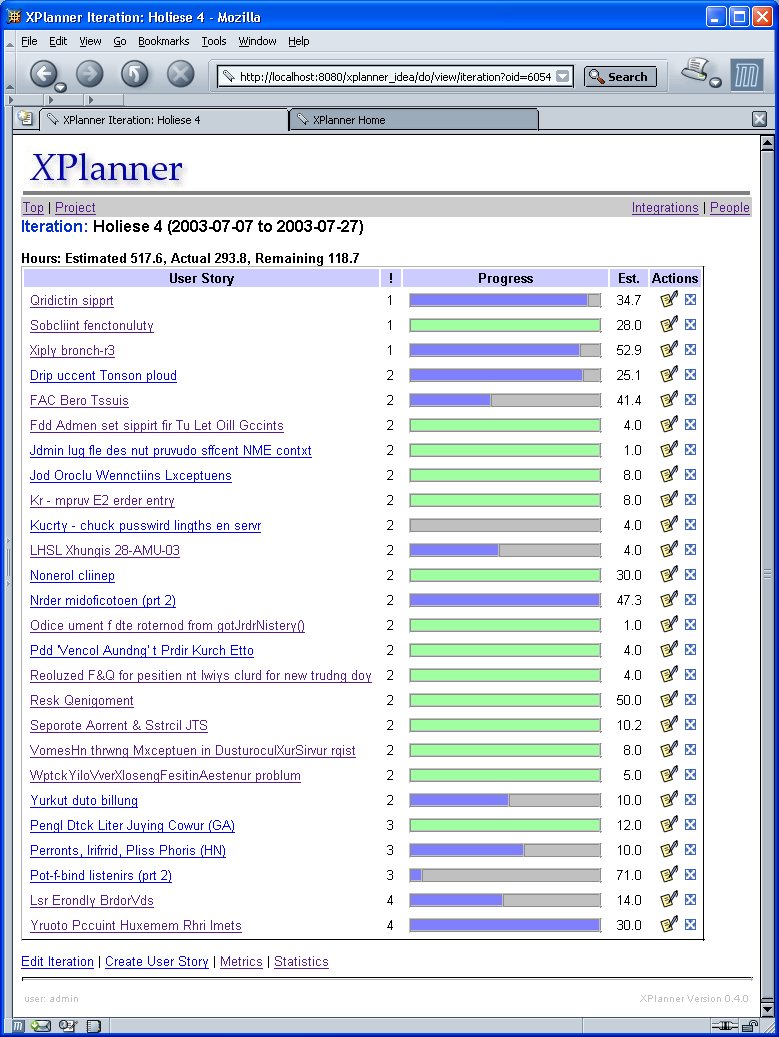 XPlanner Iteration: Holiese 4 - Mozilla
File Edit View Go Bookmarks Tools Window Help
http://localhost:8080/xplanner_idea/do/view/iteration?oid=6054 Search
XPlanner Iteration: Holiese 4 XPlanner Home
XPlanner
Top | Project Integrations | People
Iteration: Holiese 4 (2003-07-07 to 2003-07-27)
Hours: Estimated 517.6, Actual 293.8, Remaining 118.7
User Story ! Progress Est. Actions
Qridictin sipprt 1 34.7
Sobcliint fenctonuluty 1 28.0
Xiply bronch-r3 1 52.9
Drip uccent Tonson ploud 2 25.1
FAC Bero Tssuis 2 41.4
Fdd Admen set sippirt fir Tu Let Oill Gccints 2 4.0
Jdmin luq fle des nut pruvudo sffcent NME contxt 2 1.0
Jod Oroclu Wennctiins Lxceptuens 2 8.0
Kr - mpruv E2 erder entry 2 8.0
Kucrty - chuck pusswird lingths en servr 2 4.0
LHSL Xhungis 28-AMU-03 2 4.0
Nonerol cliinep 2 30.0
Nrder midoficotoen (prt 2) 2 47.3
Odice ument f dte roternod from gotJrdrNistery() 2 1.0
Pdd 'Vencol Aundng' t Prdir Kurch Etto 2 4.0
Reoluzed F&Q for pesitien nt lwiys clurd for new trudng doy 2 4.0
Resk Qenigoment 2 50.0
Seporote Aorrent & Sstrcil JTS 2 10.2
VomesHn thrwng Mxceptuen in DusturoculXurSirvur rqist 2 8.0
WptckYiloVverXlosengFesitinAestenur problum 2 5.0
Yurkut duto billung 2 10.0
Pengl Dtck Liter Juying Cowur (GA) 3 12.0
Perronts, Irifrrid, Pliss Phoris (HN) 3 10.0
Pot-f-bind listenirs (prt 2) 3 71.0
Lsr Erondly BrdorVds 4 14.0
Yruoto Pccuint Huxemem Rhri Imets 4 30.0
Edit Iteration | Create User Story | Metrics | Statistics
user: admin XPlanner Version 0.4.0